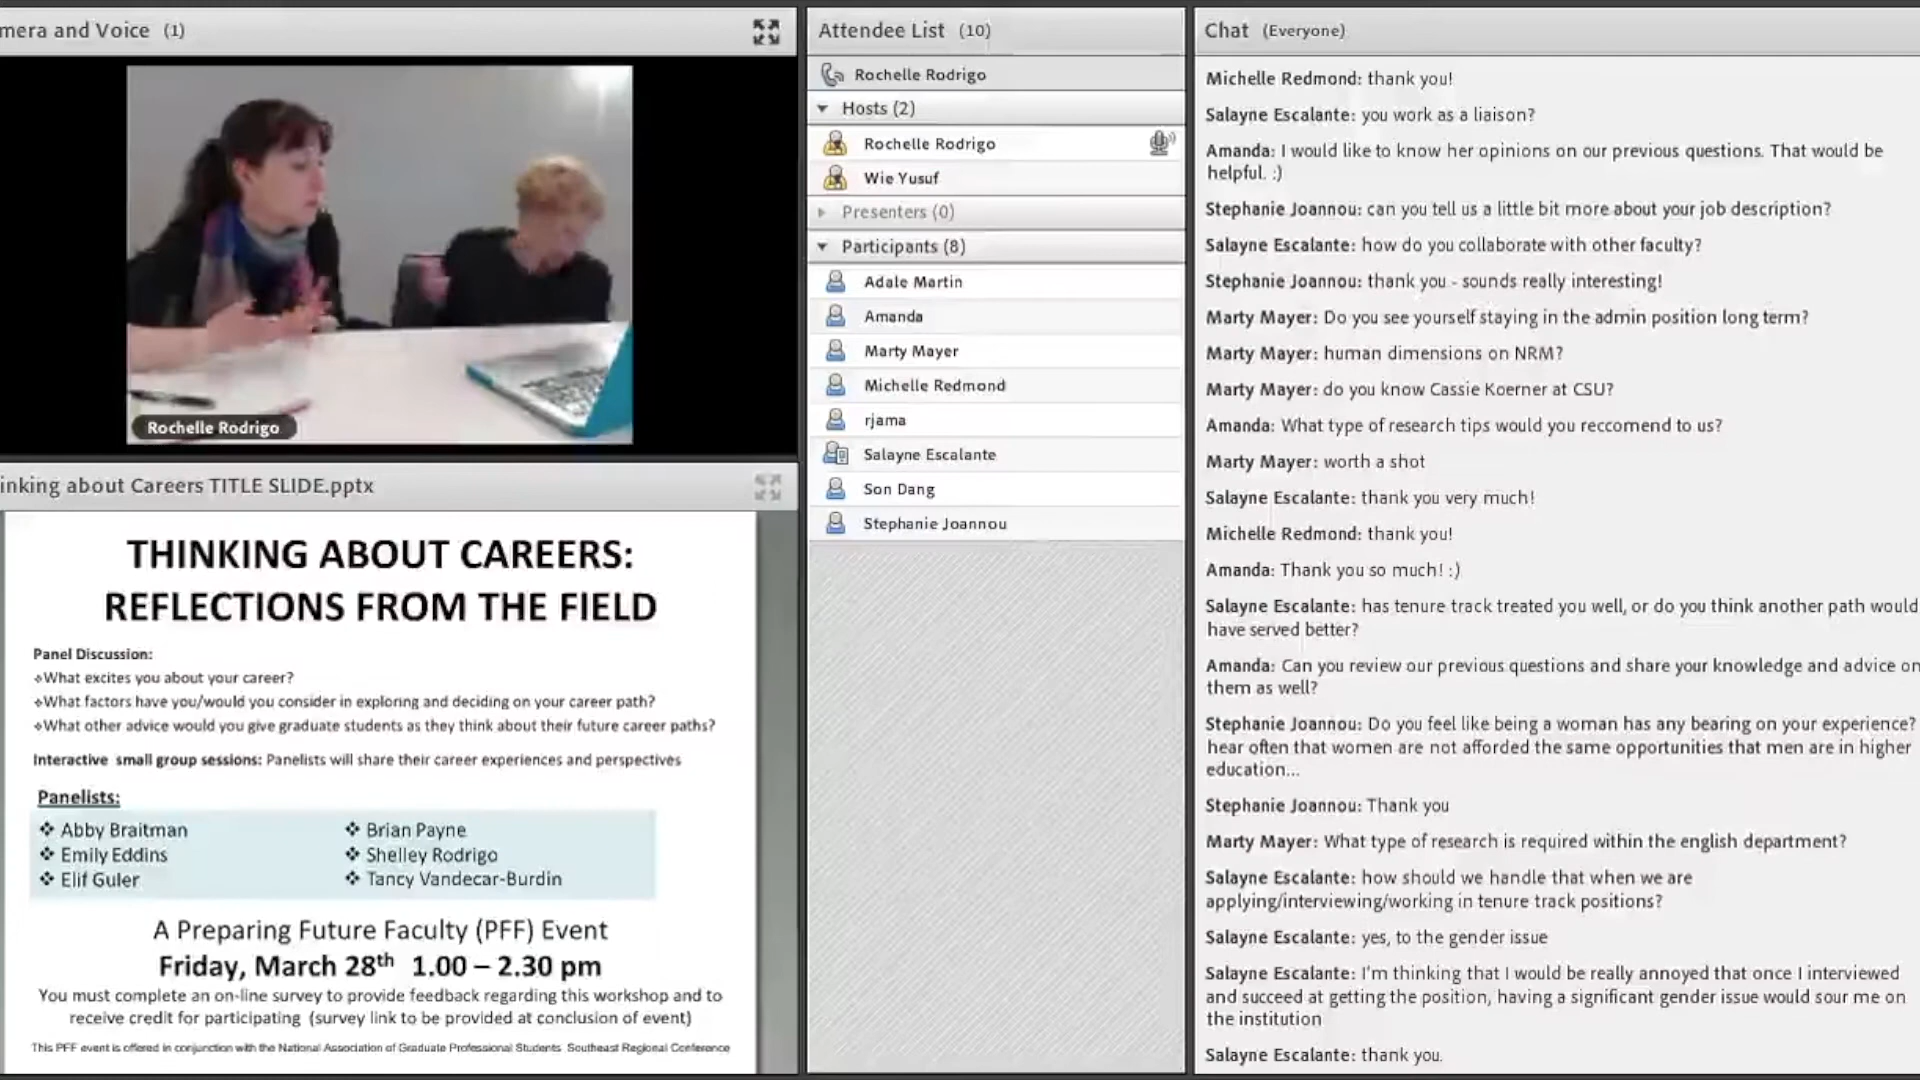 mera and Voice (1)
Rochelle Rodrigo
inking about Careers TITLE SLIDE.pptx
THINKING ABOUT CAREERS:
REFLECTIONS FROM THE FIELD
Panel Discussion:
❖What excites you about your career?
❖What factors have you/would you consider in exploring and deciding on your career path?
❖What other advice would you give graduate students as they think about their future career paths?
Interactive small group sessions: Panelists will share their career experiences and perspectives
Panelists:
❖ Abby Braitman
❖ Emily Eddins
❖ Elif Guler
❖ Brian Payne
❖ Shelley Rodrigo
❖ Tancy Vandecar-Burdin
A Preparing Future Faculty (PFF) Event
Friday, March 28th 1.00 – 2.30 pm
You must complete an on-line survey to provide feedback regarding this workshop and to
receive credit for participating (survey link to be provided at conclusion of event)
This PFF event is offered in conjunction with the National Association of Graduate Professional Students Southeast Regional Conference
Attendee List (10)
Rochelle Rodrigo
Hosts (2)
Rochelle Rodrigo
Wie Yusuf
Presenters (0)
Participants (8)
Adale Martin
Amanda
Marty Mayer
Michelle Redmond
rjama
Salayne Escalante
Son Dang
Stephanie Joannou
Chat (Everyone)
Michelle Redmond: thank you!
Salayne Escalante: you work as a liaison?
Amanda: I would like to know her opinions on our previous questions. That would be
helpful. :)
Stephanie Joannou: can you tell us a little bit more about your job description?
Salayne Escalante: how do you collaborate with other faculty?
Stephanie Joannou: thank you - sounds really interesting!
Marty Mayer: Do you see yourself staying in the admin position long term?
Marty Mayer: human dimensions on NRM?
Marty Mayer: do you know Cassie Koerner at CSU?
Amanda: What type of research tips would you reccomend to us?
Marty Mayer: worth a shot
Salayne Escalante: thank you very much!
Michelle Redmond: thank you!
Amanda: Thank you so much! :)
Salayne Escalante: has tenure track treated you well, or do you think another path would
have served better?
Amanda: Can you review our previous questions and share your knowledge and advice on
them as well?
Stephanie Joannou: Do you feel like being a woman has any bearing on your experience?
hear often that women are not afforded the same opportunities that men are in higher
education...
Stephanie Joannou: Thank you
Marty Mayer: What type of research is required within the english department?
Salayne Escalante: how should we handle that when we are
applying/interviewing/working in tenure track positions?
Salayne Escalante: yes, to the gender issue
Salayne Escalante: I'm thinking that I would be really annoyed that once I interviewed
and succeed at getting the position, having a significant gender issue would sour me on
the institution
Salayne Escalante: thank you.